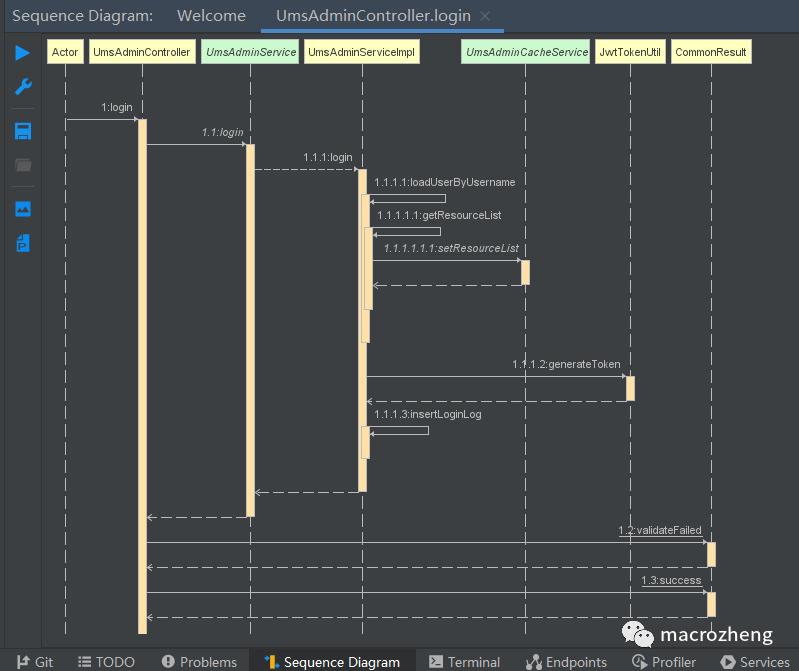 Sequence Diagram: Welcome UmsAdminController.login
Actor UmsAdminController UmsAdminService UmsAdminServiceImpl UmsAdminCacheService JwtTokenUtil CommonResult
1:login
1.1:login
1.1.1:login
1.1.1.1:loadUserByUsername
1.1.1.1.1:getResourceList
1.1.1.1.1.1:setResourceList
1.1.1.2:generateToken
1.1.1.3:insertLoginLog
1.2:validateFailed
1.3:success
macrozheng
Git TODO Problems Sequence Diagram Terminal Endpoints Profiler Services